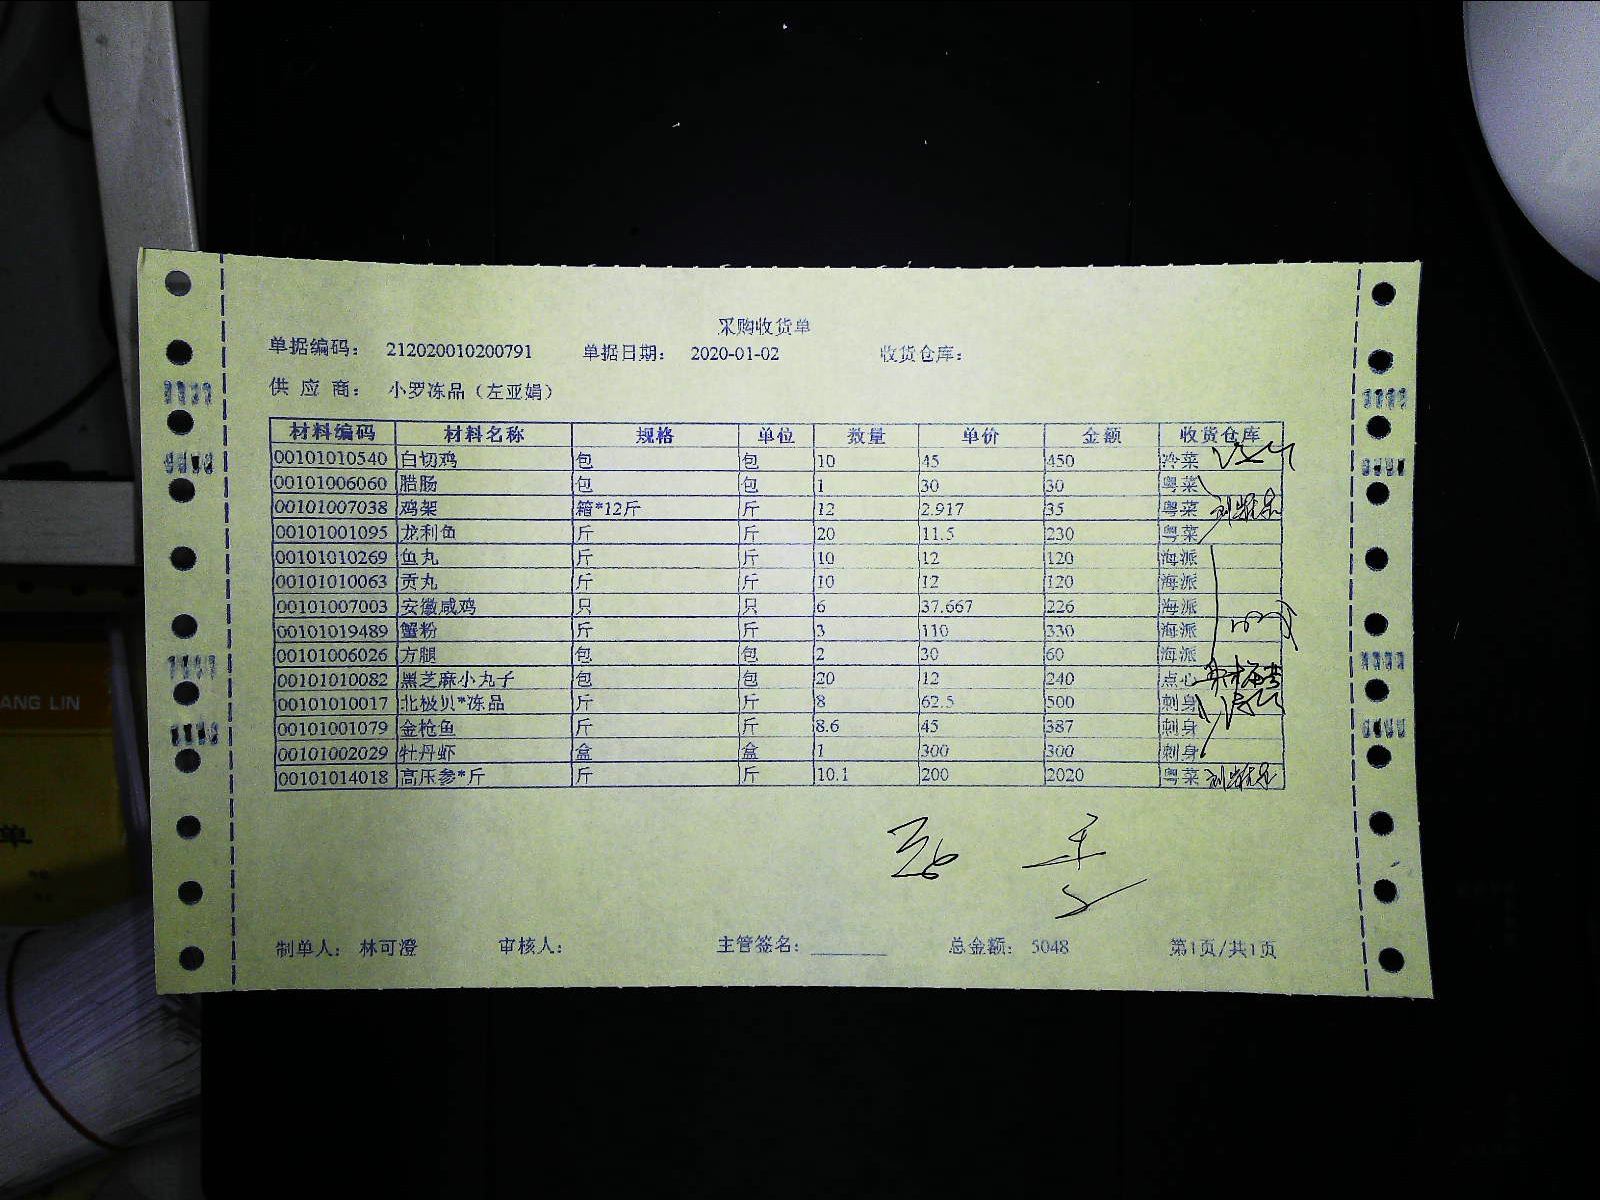 采购收货单
单据编码： 212020010200791 单据日期： 2020-01-02 收货仓库：
供 应 商： 小罗冻品（左亚娟）
材料编码 材料名称 规格 单位 数量 单价 金额 收货仓库
00101010540 白切鸡 包 包 10 45 450 冷菜
00101006060 腊肠 包 包 1 30 30 粤菜
00101007038 鸡架 箱*12斤 斤 12 2.917 35 粤菜
00101001095 龙利鱼 斤 斤 20 11.5 230 粤菜
00101010269 鱼丸 斤 斤 10 12 120 海派
00101010063 贡丸 斤 斤 10 12 120 海派
00101007003 安徽咸鸡 只 只 6 37.667 226 海派
00101019489 蟹粉 斤 斤 3 110 330 海派
00101006026 方腿 包 包 2 30 60 海派
00101010082 黑芝麻小丸子 包 包 20 12 240 点心
00101010017 北极贝*冻品 斤 斤 8 62.5 500 刺身
00101001079 金枪鱼 斤 斤 8.6 45 387 刺身
00101002029 牡丹虾 盒 盒 1 300 300 刺身
00101014018 高压参*斤 斤 斤 10.1 200 2020 粤菜
制单人： 林可澄 审核人： 主管签名： 总金额： 5048 第1页/共1页
ANG LIN
单